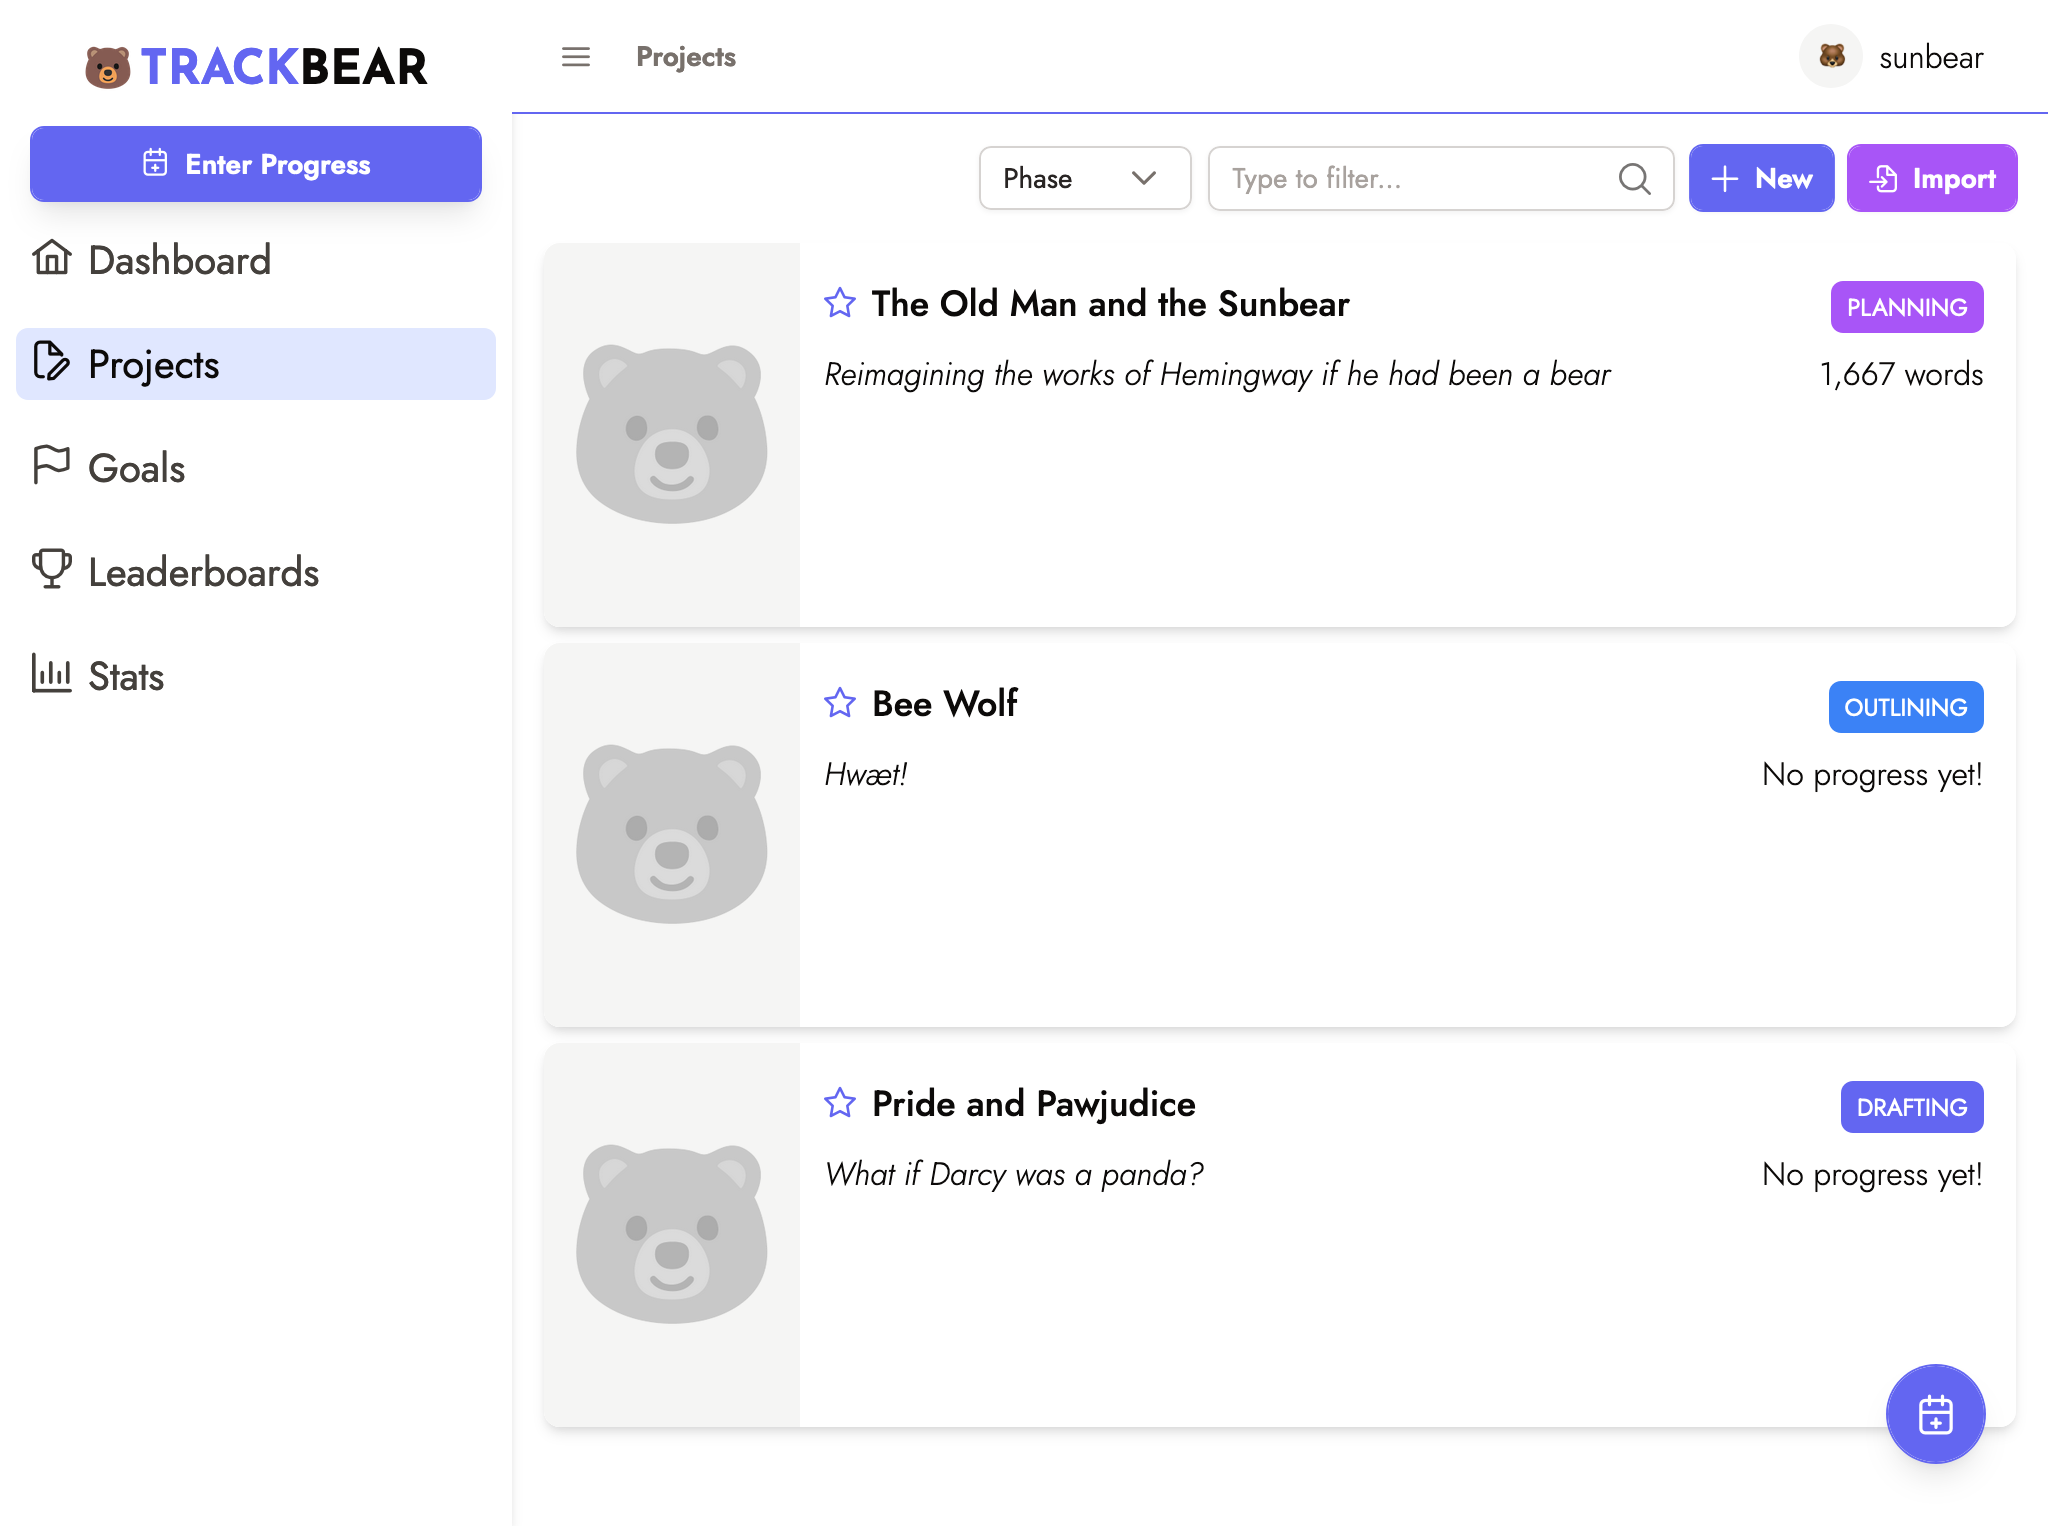 TRACKBEAR
Enter Progress
Dashboard
Projects
Goals
Leaderboards
Stats
Projects
sunbear
Phase
Type to filter...
New
Import
The Old Man and the Sunbear
PLANNING
Reimagining the works of Hemingway if he had been a bear
1,667 words
Bee Wolf
OUTLINING
Hwæt!
No progress yet!
Pride and Pawjudice
DRAFTING
What if Darcy was a panda?
No progress yet!